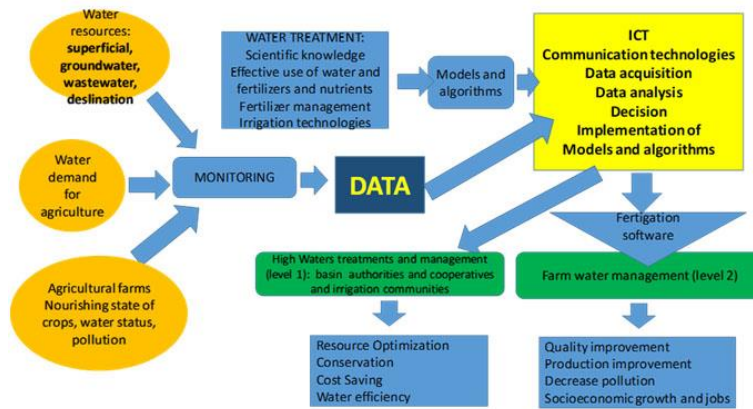 Water
resources:
superficial,
groundwater,
wastewater,
deslination
WATER TREATMENT:
Scientific knowledge
Effective use of water and
fertilizers and nutrients
Fertilizer management
Irrigation technologies
Models and
algorithms
ICT
Communication technologies
Data acquisition
Data analysis
Decision
Implementation of
Models and algorithms
Water
demand
for
agriculture
MONITORING
DATA
Fertigation
software
Agricultural farms
Nourishing state of
crops, water status,
pollution
High Waters treatments and management
(level 1): basin authorities and cooperatives
and irrigation communities
Farm water management (level 2)
Resource Optimization
Conservation
Cost Saving
Water efficiency
Quality improvement
Production improvement
Decrease pollution
Socioeconomic growth and jobs